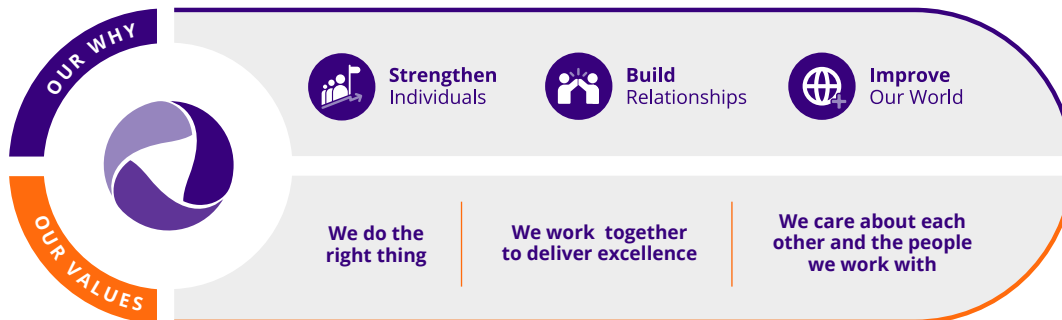 OUR WHY
Strengthen
Individuals
Build
Relationships
Improve
Our World
OUR VALUES
We do the
right thing
We work together
to deliver excellence
We care about each
other and the people
we work with